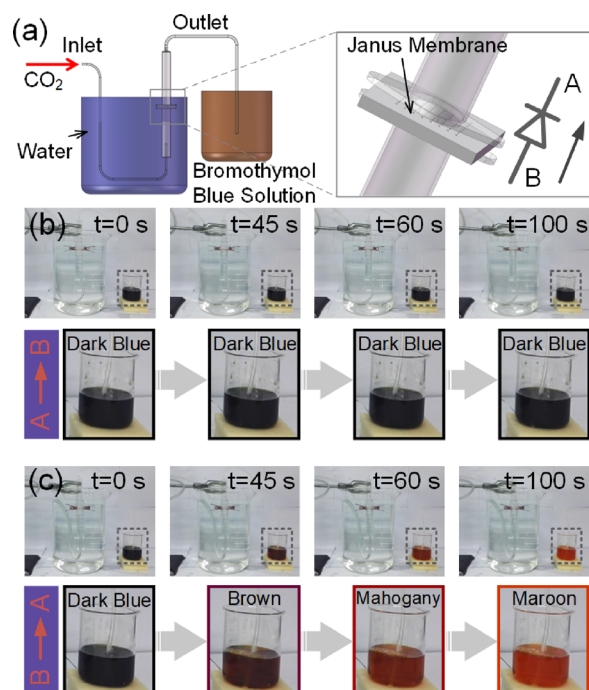 (a)
Outlet
Inlet
CO2
Water
Bromothymol
Blue Solution
Janus Membrane
A
B
(b)
t=0 s
t=45 s
t=60 s
t=100 s
A → B
Dark Blue
Dark Blue
Dark Blue
Dark Blue
(c)
t=0 s
t=45 s
t=60 s
t=100 s
B → A
Dark Blue
Brown
Mahogany
Maroon